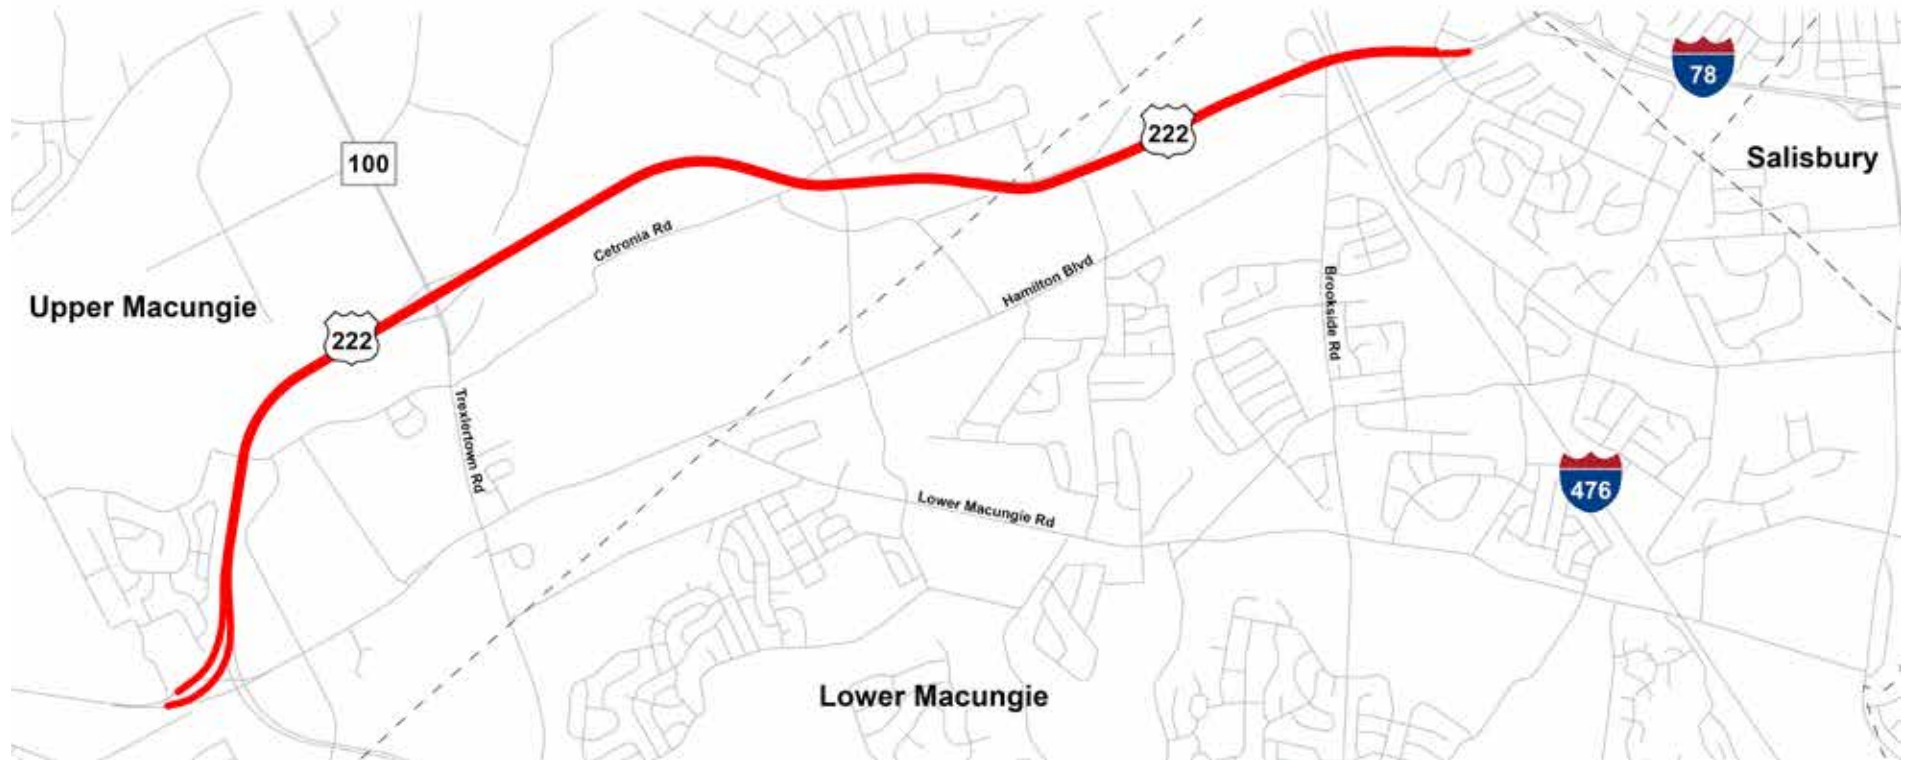 78
222
Salisbury
100
Cetronia Rd
Hamilton Blvd
Brookside Rd
Upper Macungie
222
Trexlertown Rd
476
Lower Macungie Rd
Lower Macungie